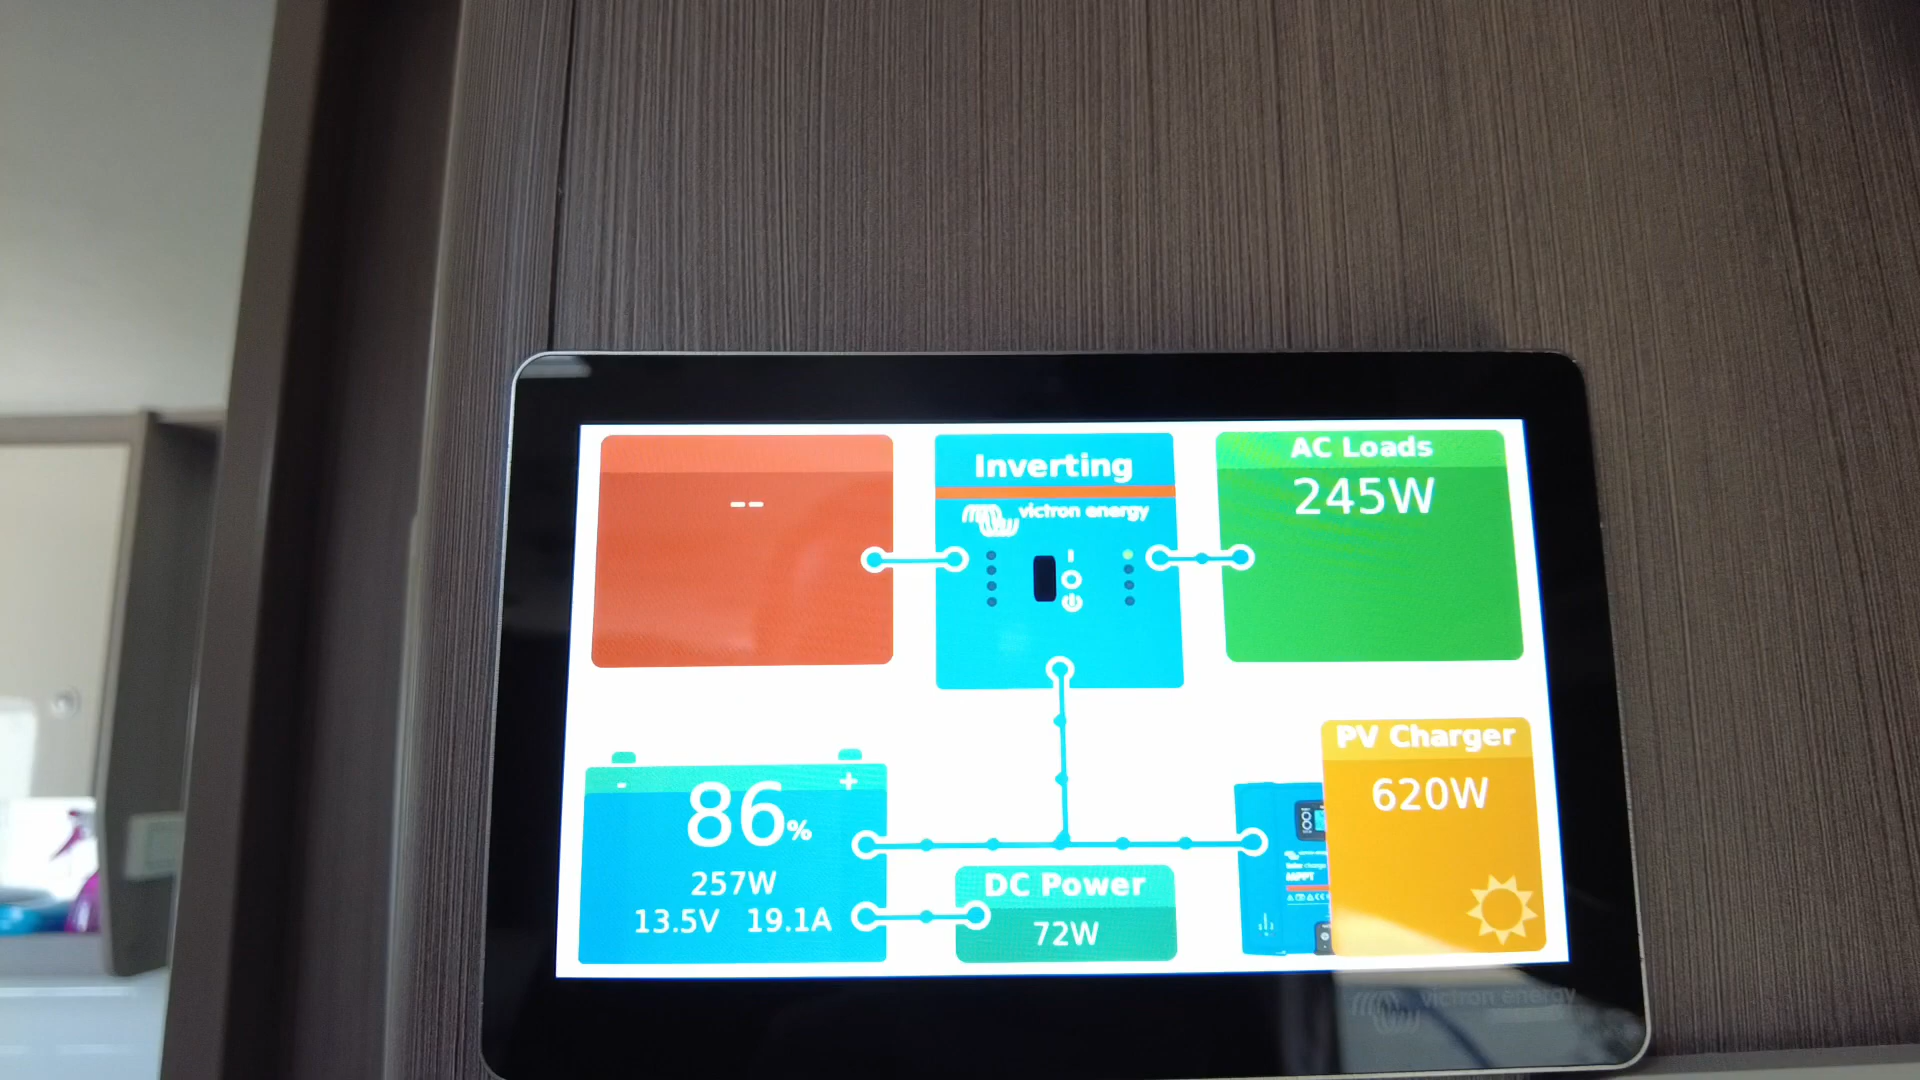 --
Inverting
victron energy
AC Loads
245W
- +
86%
257W
13.5V 19.1A
DC Power
72W
PV Charger
620W
MPPT
victron energy